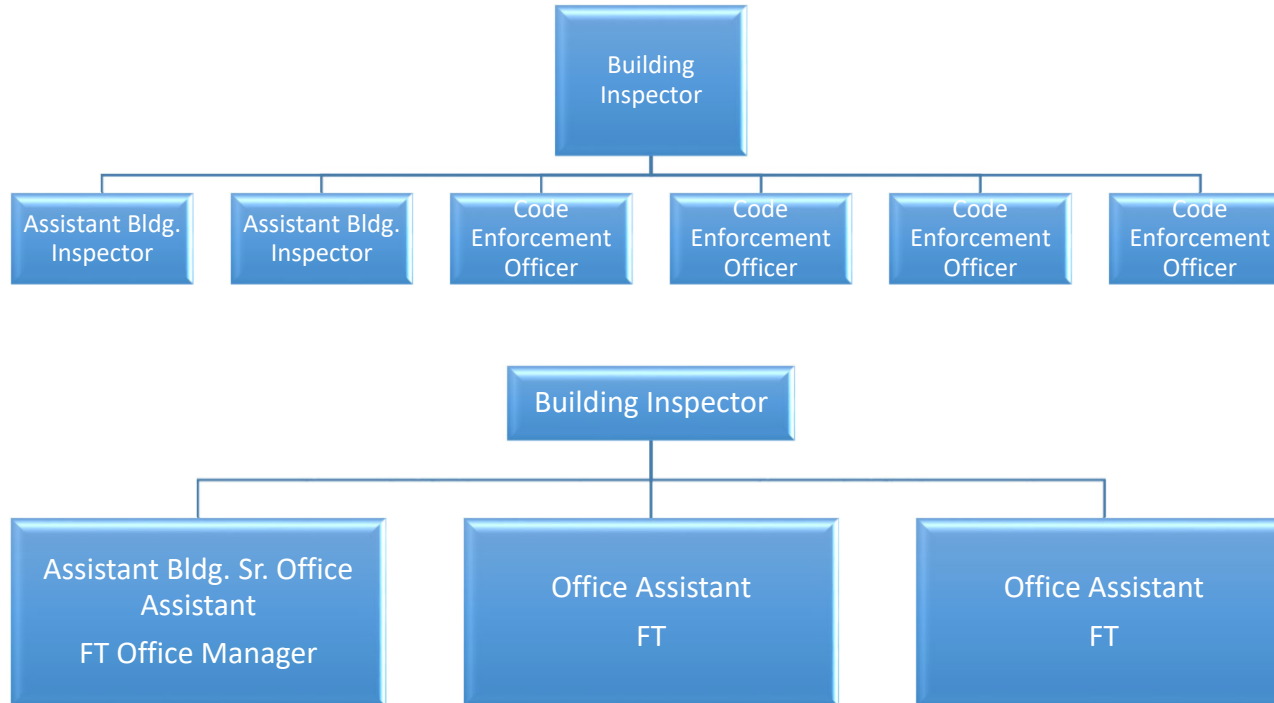 Building
Inspector
Assistant Bldg.
Inspector
Assistant Bldg.
Inspector
Code
Enforcement
Officer
Code
Enforcement
Officer
Code
Enforcement
Officer
Code
Enforcement
Officer
Building Inspector
Assistant Bldg. Sr. Office
Assistant
FT Office Manager
Office Assistant
FT
Office Assistant
FT